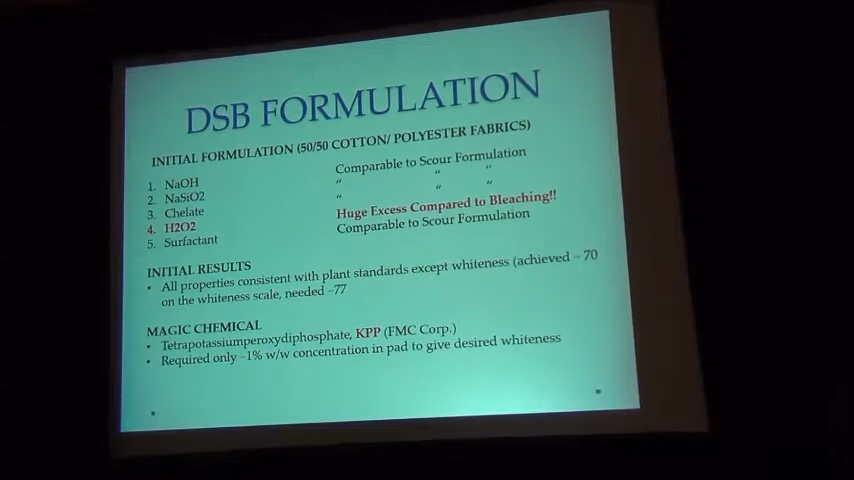 DSB FORMULATION
INITIAL FORMULATION (50/50 COTTON/ POLYESTER FABRICS)
1. NaOH Comparable to Scour Formulation
2. NaSiO2 " " "
3. Chelate " " "
4. H2O2 Huge Excess Compared to Bleaching!!
5. Surfactant Comparable to Scour Formulation
INITIAL RESULTS
• All properties consistent with plant standards except whiteness (achieved ~ 70
on the whiteness scale, needed ~77
MAGIC CHEMICAL
• Tetrapotassiumperoxydiphosphate, KPP (FMC Corp.)
• Required only ~1% w/w concentration in pad to give desired whiteness